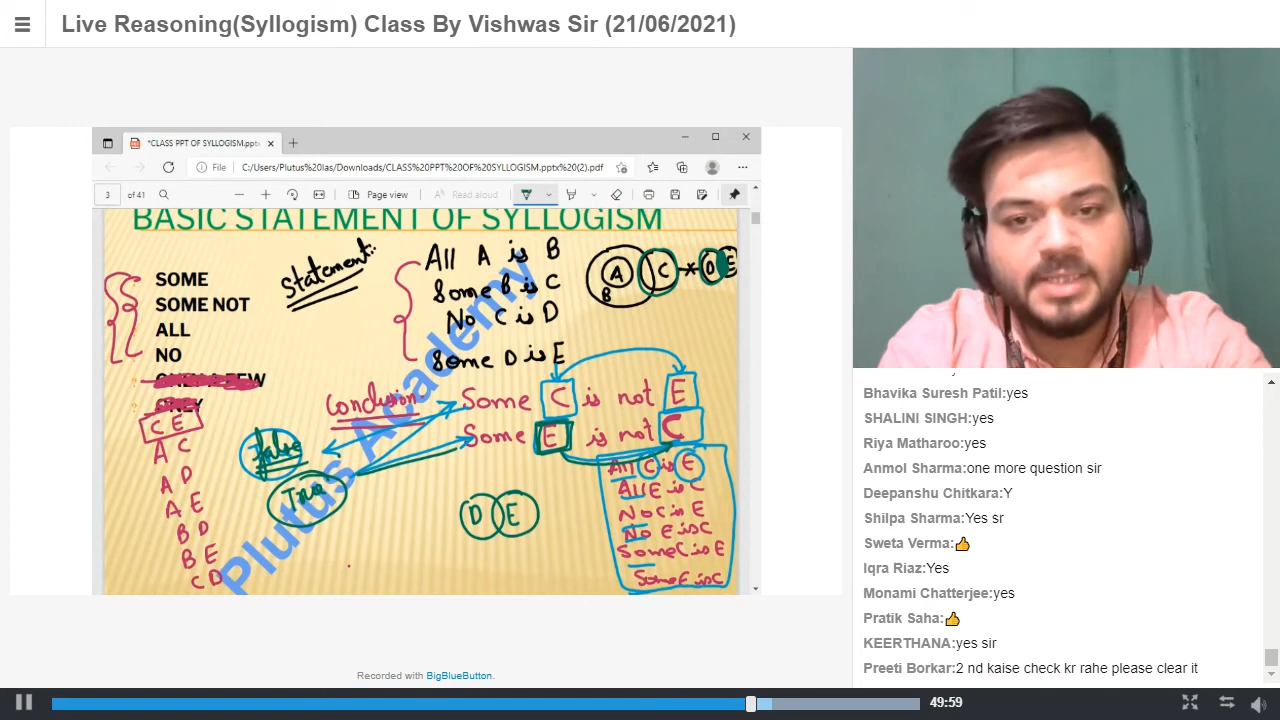 Live Reasoning(Syllogism) Class By Vishwas Sir (21/06/2021)
*CLASS PPT OF SYLLOGISM.pptx
File
C:/Users/Plutus%20Ias/Downloads/CLASS%20PPT%20OF%20SYLLOGISM.pptx%20(2).pdf
3 of 41
Page view
Read aloud
BASIC STATEMENT OF SYLLOGISM
SOME
SOME NOT
ALL
NO
Statement:
All A is B
Some B is C
No C is D
Some D is E
A B C D E
Conclusion
Some C is not E
Some E is not C
false
True
C E
A C
A D
A E
B D
B E
C D
D E
All C is E
All E is C
No C is E
No E is C
Some C is E
Some E is C
Plutus Academy
Recorded with BigBlueButton.
Bhavika Suresh Patil:yes
SHALINI SINGH:yes
Riya Matharoo:yes
Anmol Sharma:one more question sir
Deepanshu Chitkara:Y
Shilpa Sharma:Yes sr
Sweta Verma:👍
Iqra Riaz:Yes
Monami Chatterjee:yes
Pratik Saha:👍
KEERTHANA:yes sir
Preeti Borkar:2 nd kaise check kr rahe please clear it
49:59